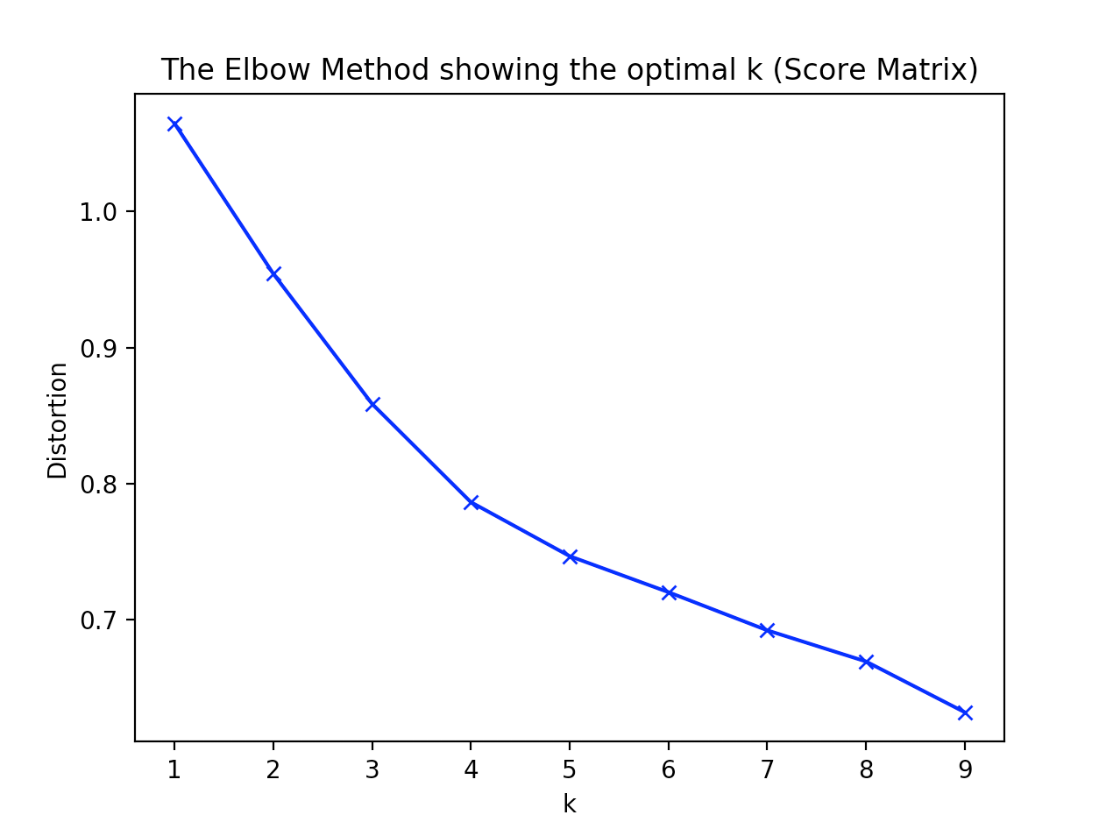 The Elbow Method showing the optimal k (Score Matrix)
Distortion
1.0
0.9
0.8
0.7
1 2 3 4 5 6 7 8 9
k